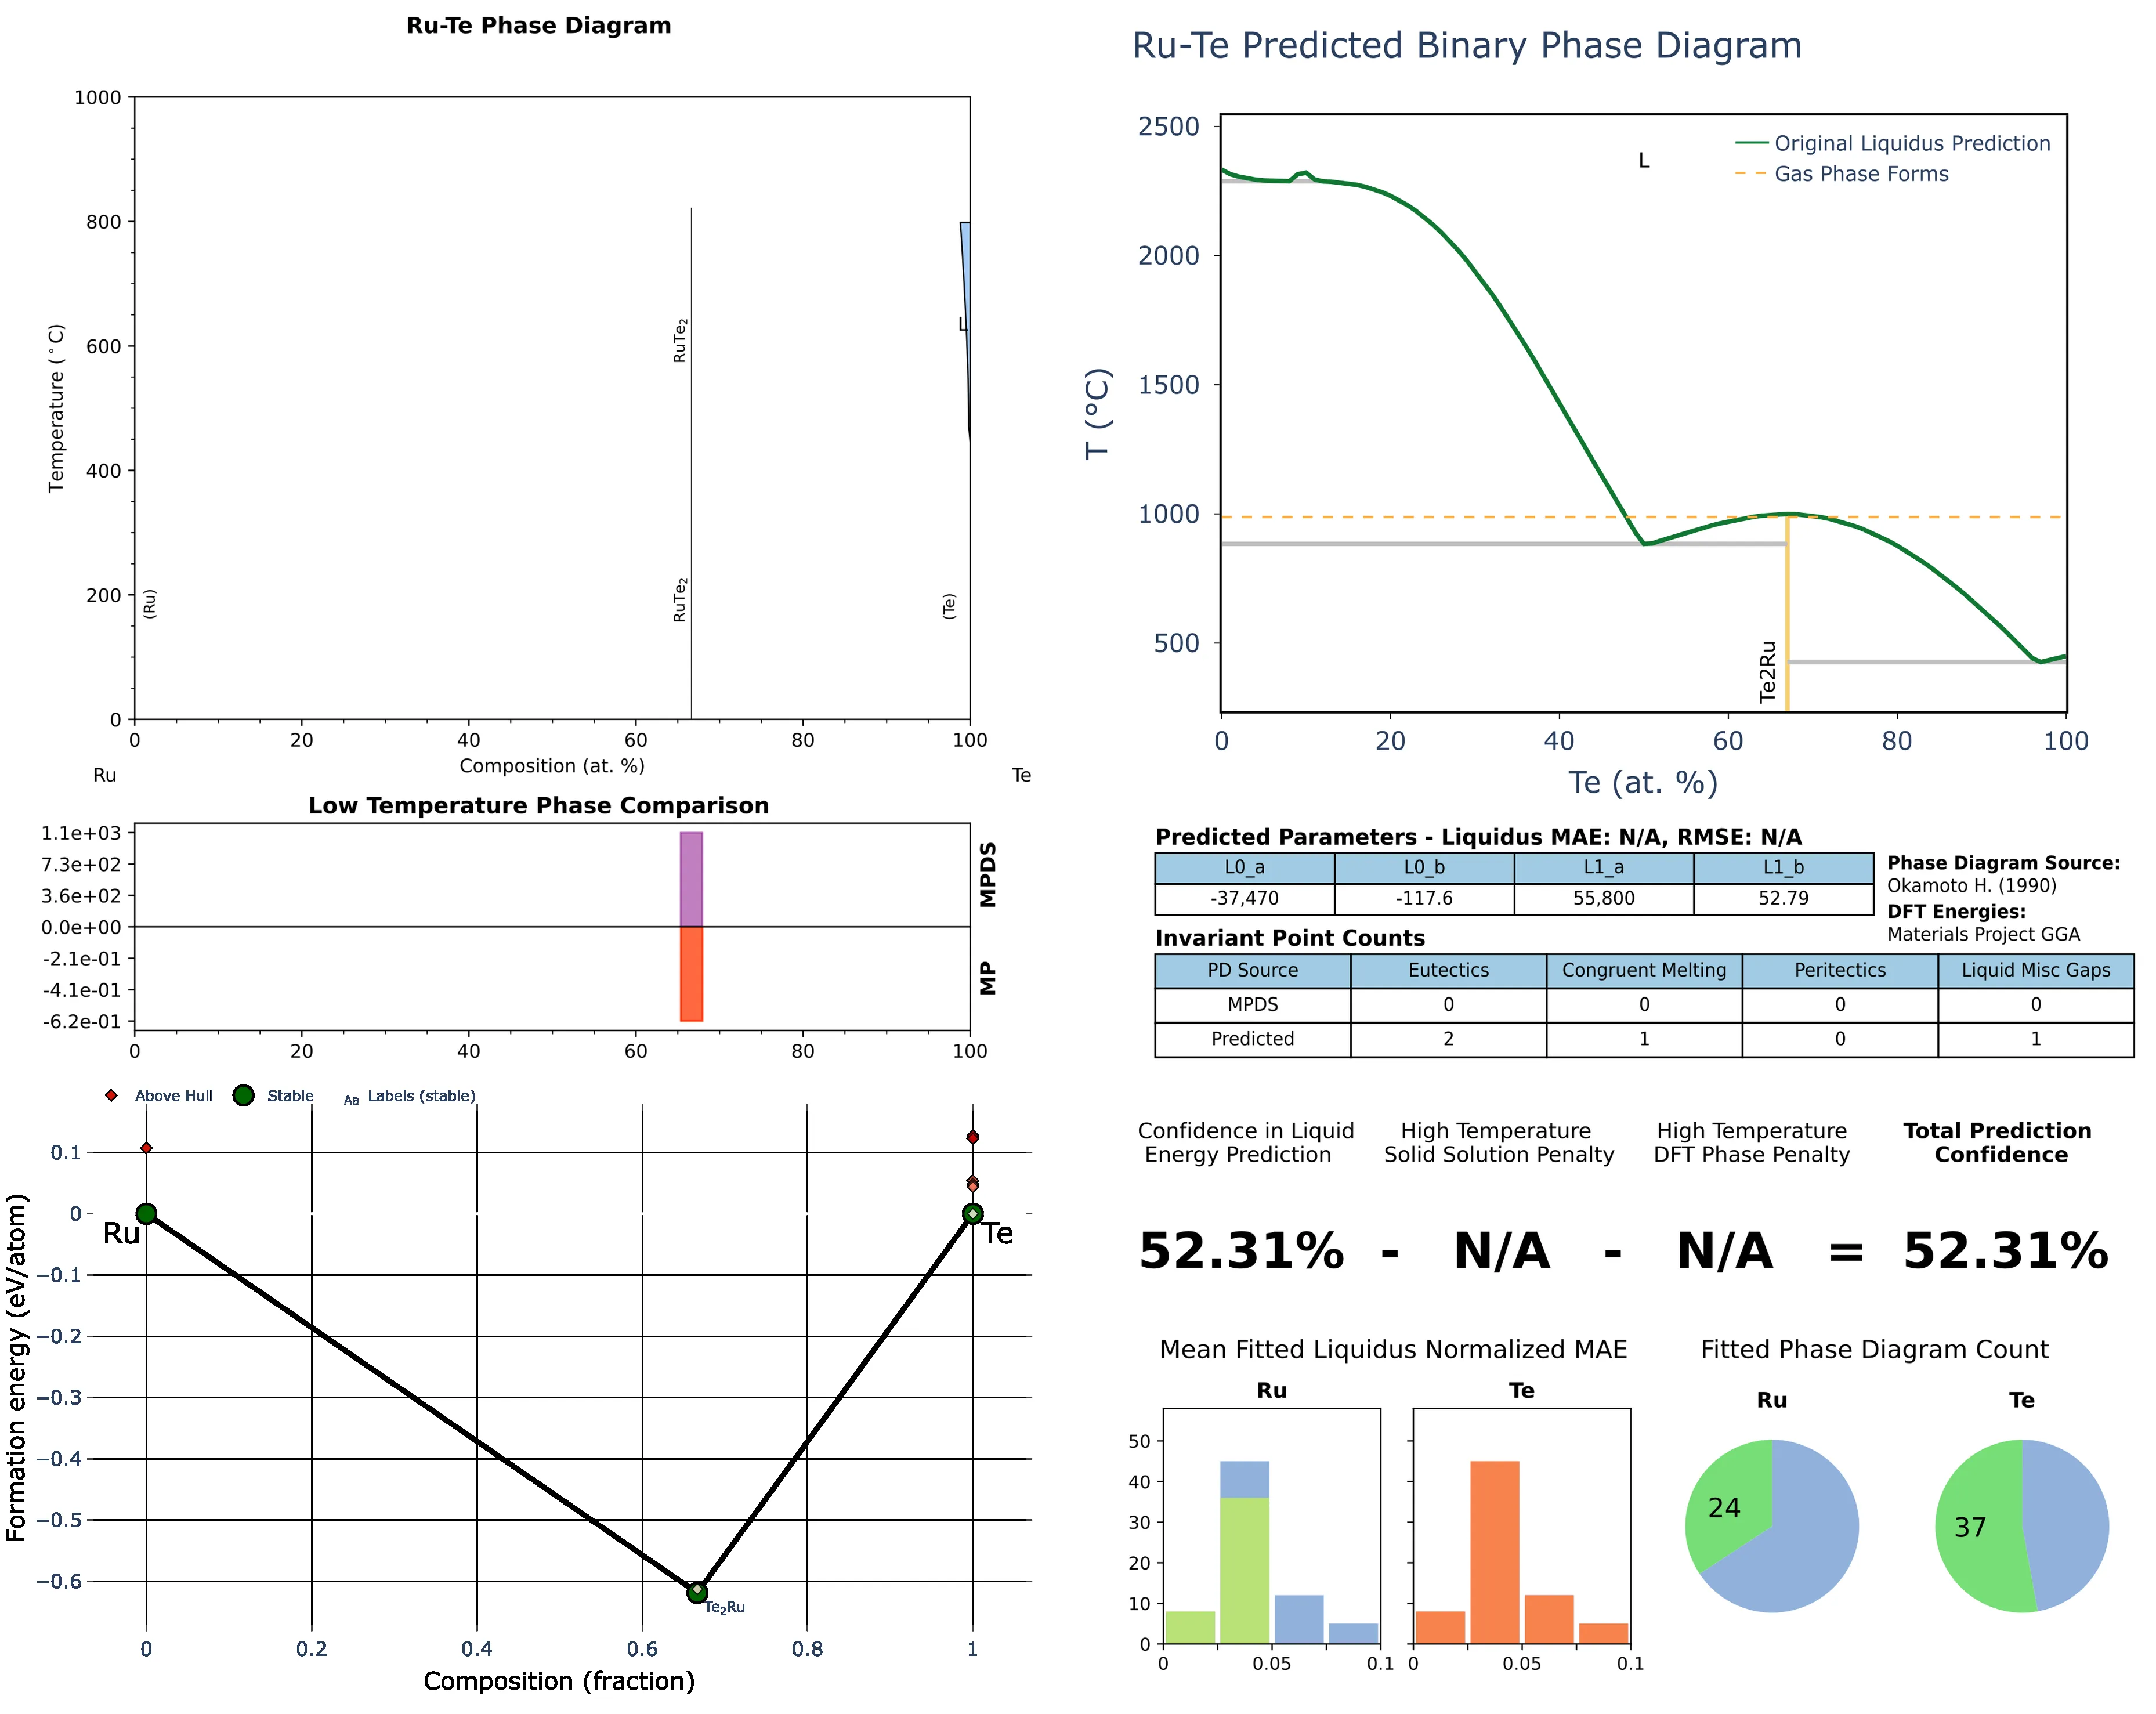 Ru-Te Phase Diagram
1000
800
600
400
200
0
Temperature (°C)
RuTe2
RuTe2
(Ru)
(Te)
L
0 20 40 60 80 100
Composition (at. %)
Ru Te
Low Temperature Phase Comparison
1.1e+03
7.3e+02
3.6e+02
0.0e+00
-2.1e-01
-4.1e-01
-6.2e-01
MPDS
MP
0 20 40 60 80 100
Above Hull Stable Aa Labels (stable)
0.1
0
−0.1
−0.2
−0.3
−0.4
−0.5
−0.6
Formation energy (eV/atom)
Ru
Te
Te2Ru
0 0.2 0.4 0.6 0.8 1
Composition (fraction)
Ru-Te Predicted Binary Phase Diagram
2500
2000
1500
1000
500
T (°C)
L
Original Liquidus Prediction
Gas Phase Forms
Te2Ru
0 20 40 60 80 100
Te (at. %)
Predicted Parameters - Liquidus MAE: N/A, RMSE: N/A
L0_a L0_b L1_a L1_b
-37,470 -117.6 55,800 52.79
Phase Diagram Source:
Okamoto H. (1990)
DFT Energies:
Materials Project GGA
Invariant Point Counts
PD Source Eutectics Congruent Melting Peritectics Liquid Misc Gaps
MPDS 0 0 0 0
Predicted 2 1 0 1
Confidence in Liquid
Energy Prediction
High Temperature
Solid Solution Penalty
High Temperature
DFT Phase Penalty
Total Prediction
Confidence
52.31% - N/A - N/A = 52.31%
Mean Fitted Liquidus Normalized MAE
Ru
Te
50
40
30
20
10
0
0 0.05 0.1
0 0.05 0.1
Fitted Phase Diagram Count
Ru
Te
24
37